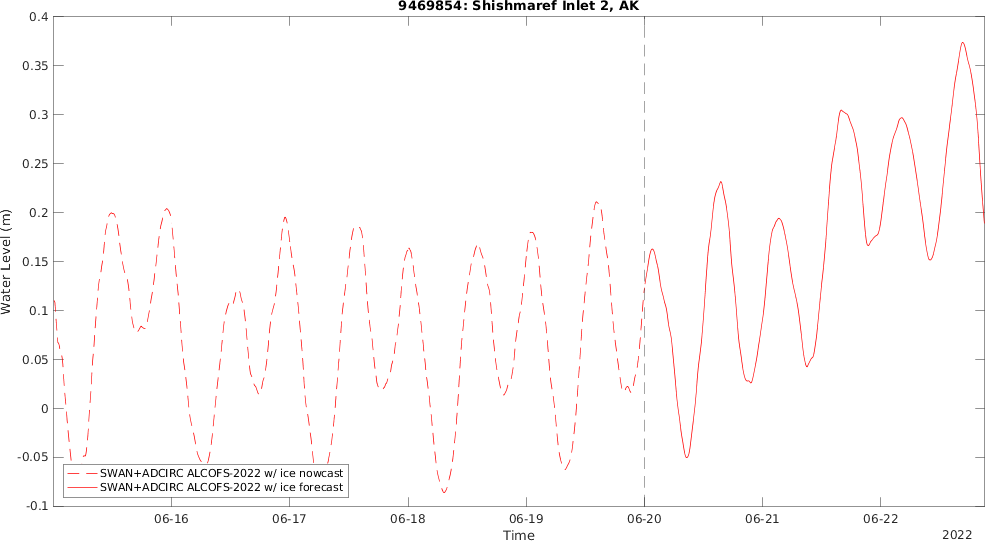 9469854: Shishmaref Inlet 2, AK
0.4
0.35
0.3
0.25
0.2
0.15
0.1
0.05
0
-0.05
-0.1
Water Level (m)
SWAN+ADCIRC ALCOFS-2022 w/ ice nowcast
SWAN+ADCIRC ALCOFS-2022 w/ ice forecast
06-16 06-17 06-18 06-19 06-20 06-21 06-22
Time
2022